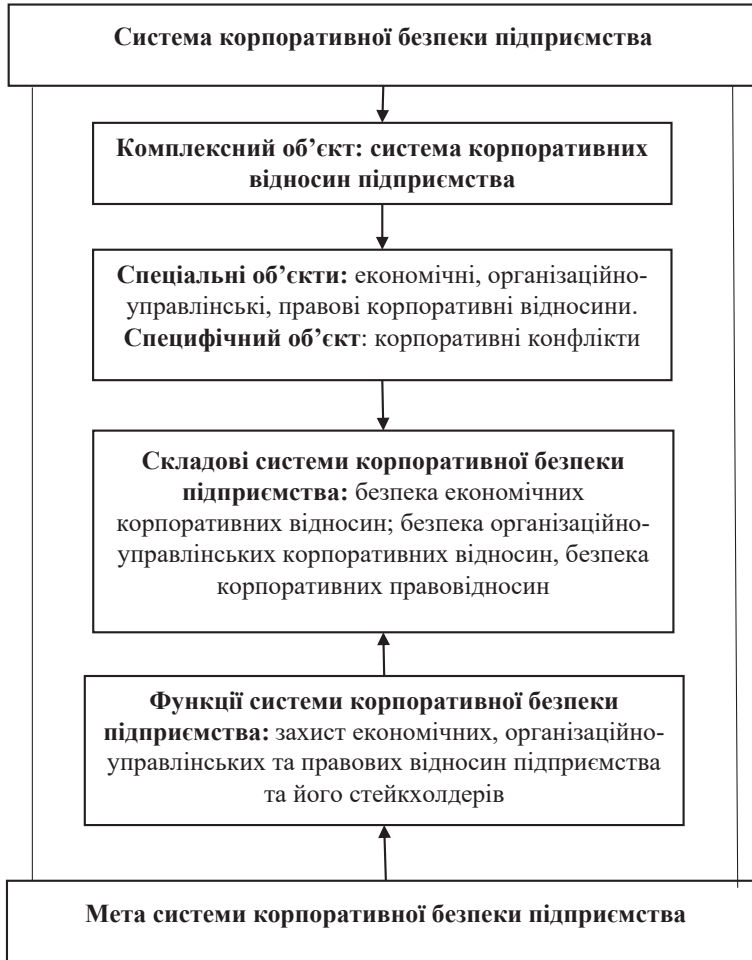 Система корпоративної безпеки підприємства
Комплексний об’єкт: система корпоративних
відносин підприємства
Спеціальні об’єкти: економічні, організаційно-
управлінські, правові корпоративні відносини.
Специфічний об’єкт: корпоративні конфлікти
Складові системи корпоративної безпеки
підприємства: безпека економічних
корпоративних відносин; безпека організаційно-
управлінських корпоративних відносин, безпека
корпоративних правовідносин
Функції системи корпоративної безпеки
підприємства: захист економічних, організаційно-
управлінських та правових відносин підприємства
та його стейкхолдерів
Мета системи корпоративної безпеки підприємства